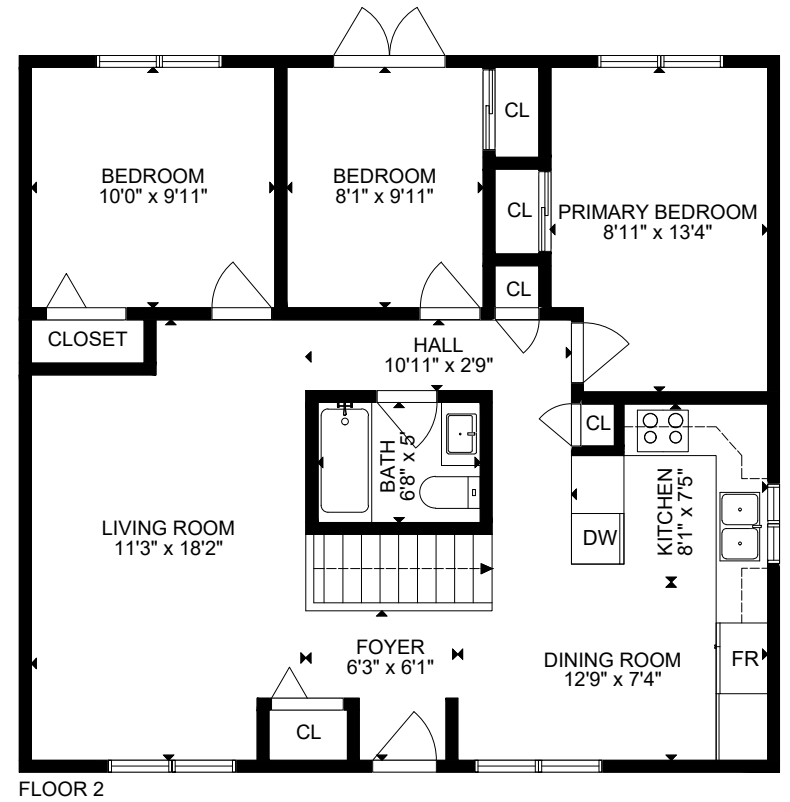 CL
BEDROOM
10'0" x 9'11"
BEDROOM
8'1" x 9'11"
CL
PRIMARY BEDROOM
8'11" x 13'4"
CL
CLOSET
HALL
10'11" x 2'9"
CL
BATH
6'8" x 5'
KITCHEN
8'1" x 7'5"
LIVING ROOM
11'3" x 18'2"
DW
FOYER
6'3" x 6'1"
DINING ROOM
12'9" x 7'4"
FR
CL
FLOOR 2